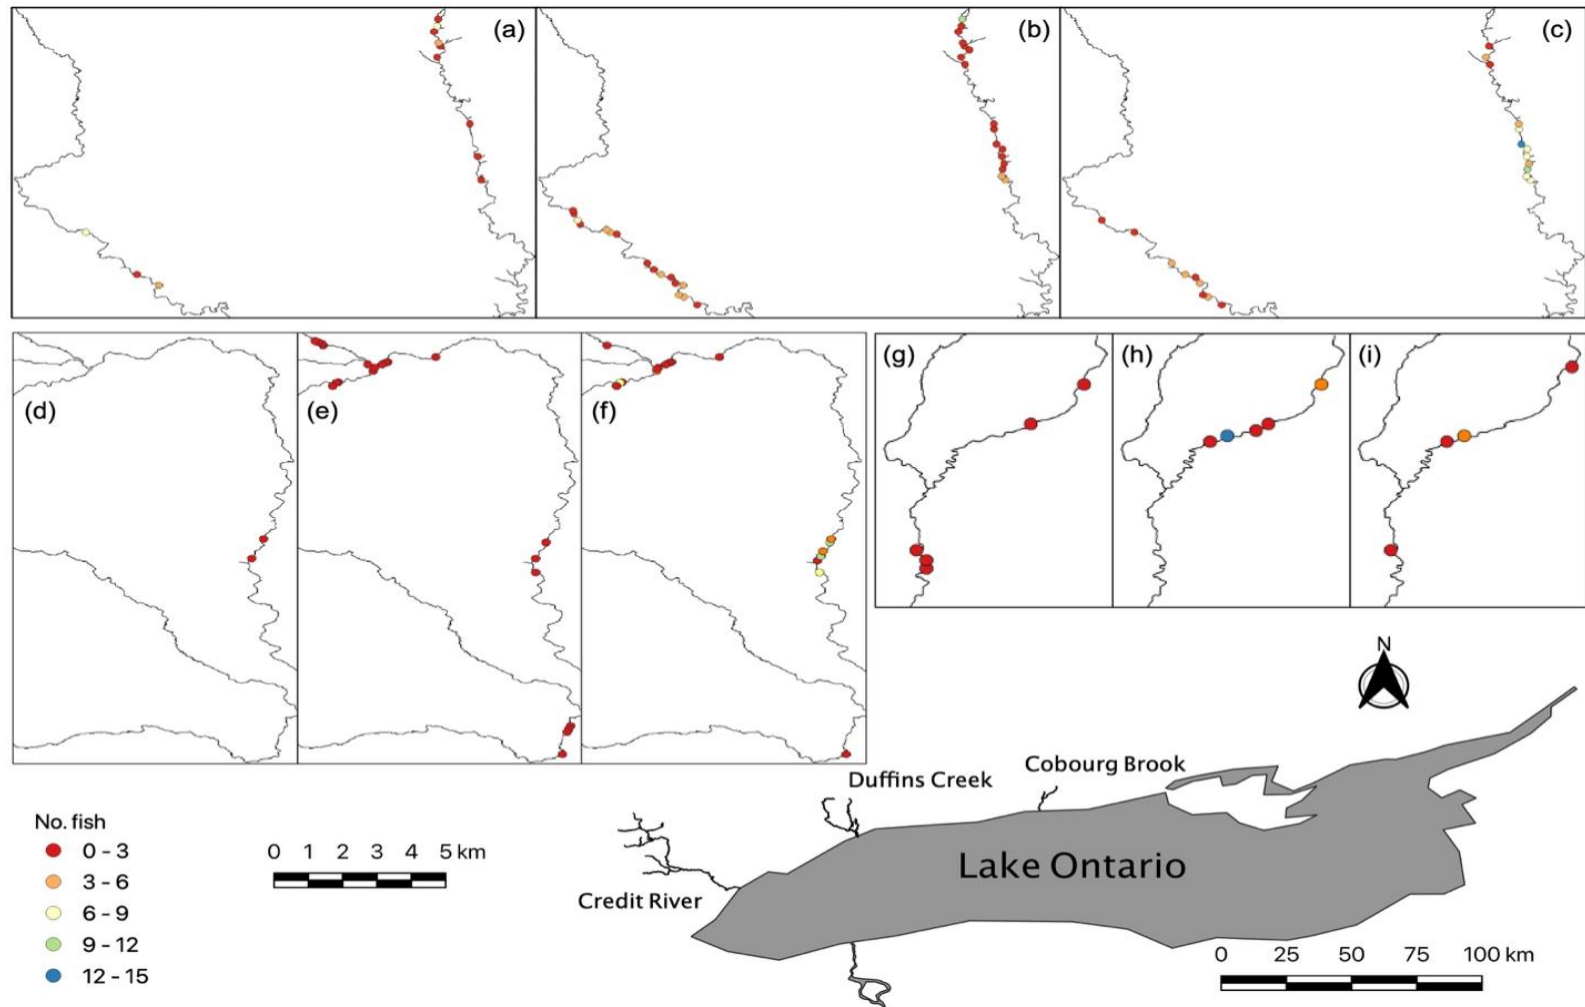 (a)
(b)
(c)
(d)
(e)
(f)
(g)
(h)
(i)
N
Cobourg Brook
Duffins Creek
Credit River
Lake Ontario
No. fish
0 - 3
3 - 6
6 - 9
9 - 12
12 - 15
0 1 2 3 4 5 km
0 25 50 75 100 km